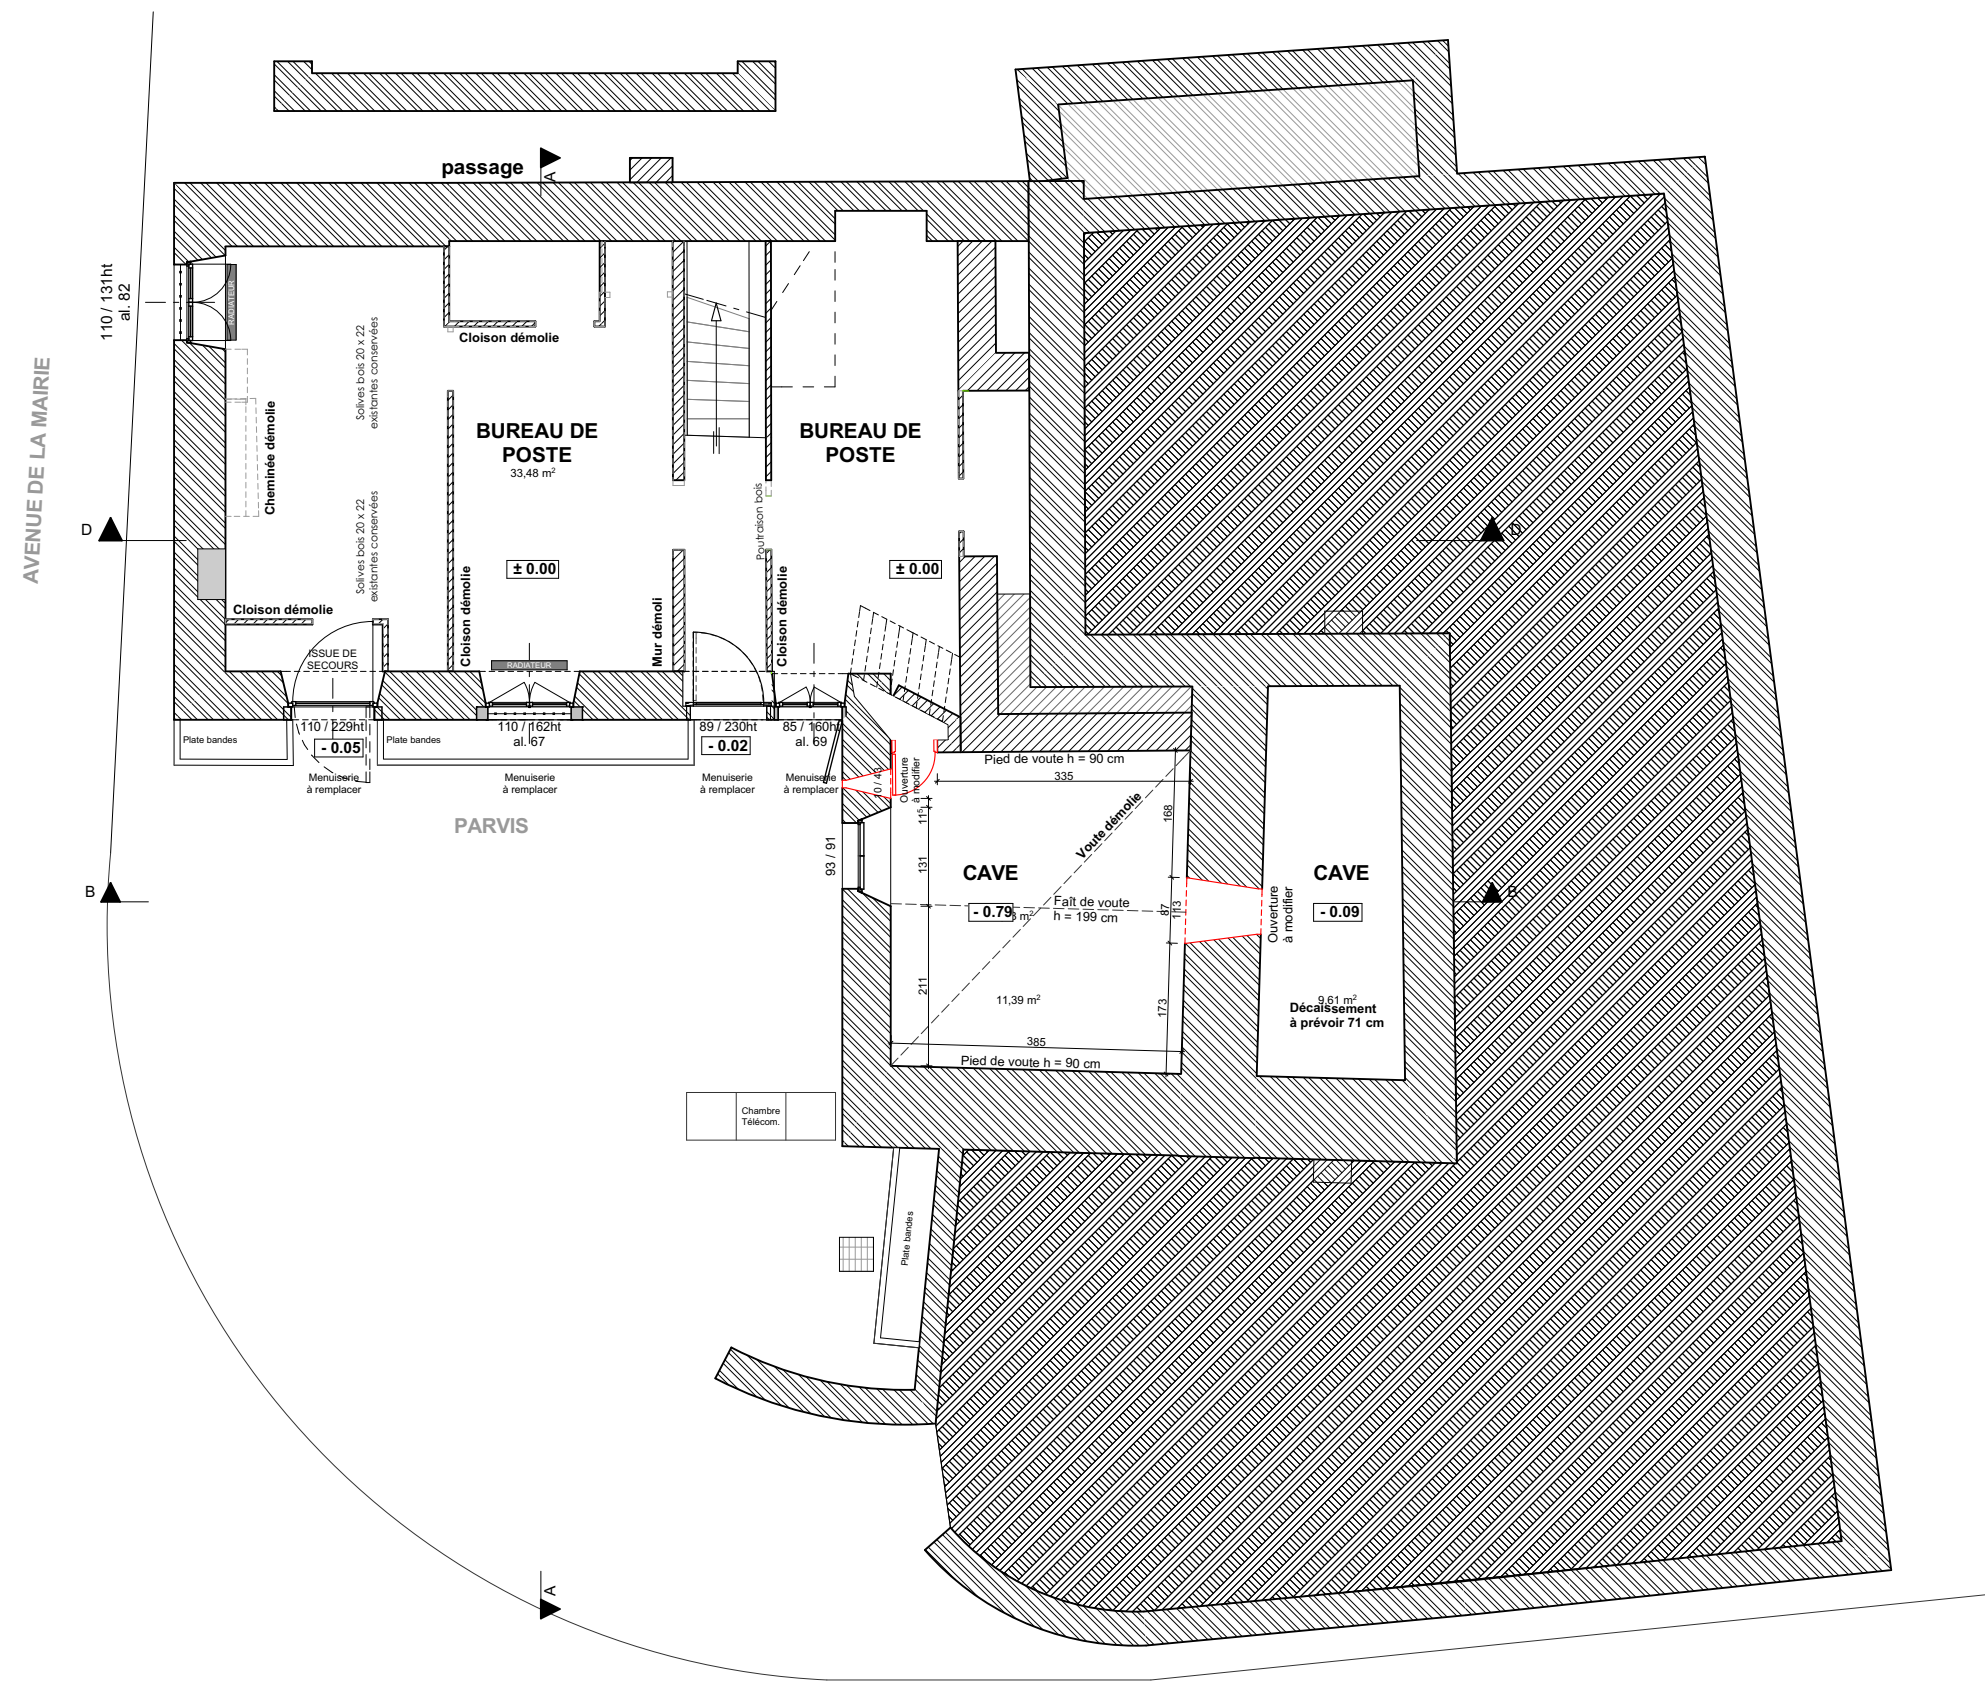 passage
A
110 / 131ht
al. 82
RADIATEUR
AVENUE DE LA MAIRIE
Cheminée démolie
Solives bois 20 x 22
existantes conservées
Solives bois 20 x 22
existantes conservées
Cloison démolie
BUREAU DE
POSTE
33,48 m²
BUREAU DE
POSTE
Poutraison bois
D
D
± 0.00
± 0.00
Cloison démolie
Cloison démolie
Mur démoli
Cloison démolie
ISSUE DE
SECOURS
RADIATEUR
Plate bandes
110 / 229ht
- 0.05
Plate bandes
110 / 162ht
al. 67
89 / 230ht
- 0.02
85 / 160ht
al. 69
Menuiserie
à remplacer
Menuiserie
à remplacer
Menuiserie
à remplacer
Menuiserie
à remplacer
PARVIS
Ouverture
à modifier
Pied de voute h = 90 cm
335
11⁵
131
211
93 / 91
168
Voute démolie
CAVE
- 0.79
Faît de voute
h = 199 cm
87
113
173
11,39 m²
385
Pied de voute h = 90 cm
Ouverture
à modifier
CAVE
- 0.09
9,61 m²
Décaissement
à prévoir 71 cm
B
B
Chambre
Télécom.
Plate bandes
A